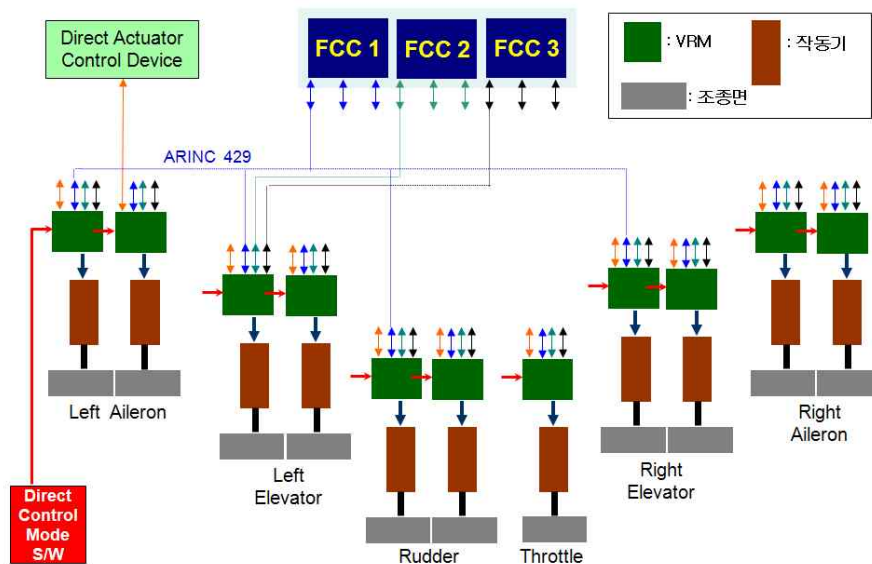 Direct Actuator
Control Device
FCC 1
FCC 2
FCC 3
: VRM
: 작동기
: 조종면
ARINC 429
Left Aileron
Left
Elevator
Rudder
Throttle
Right
Elevator
Right
Aileron
Direct
Control
Mode
S/W